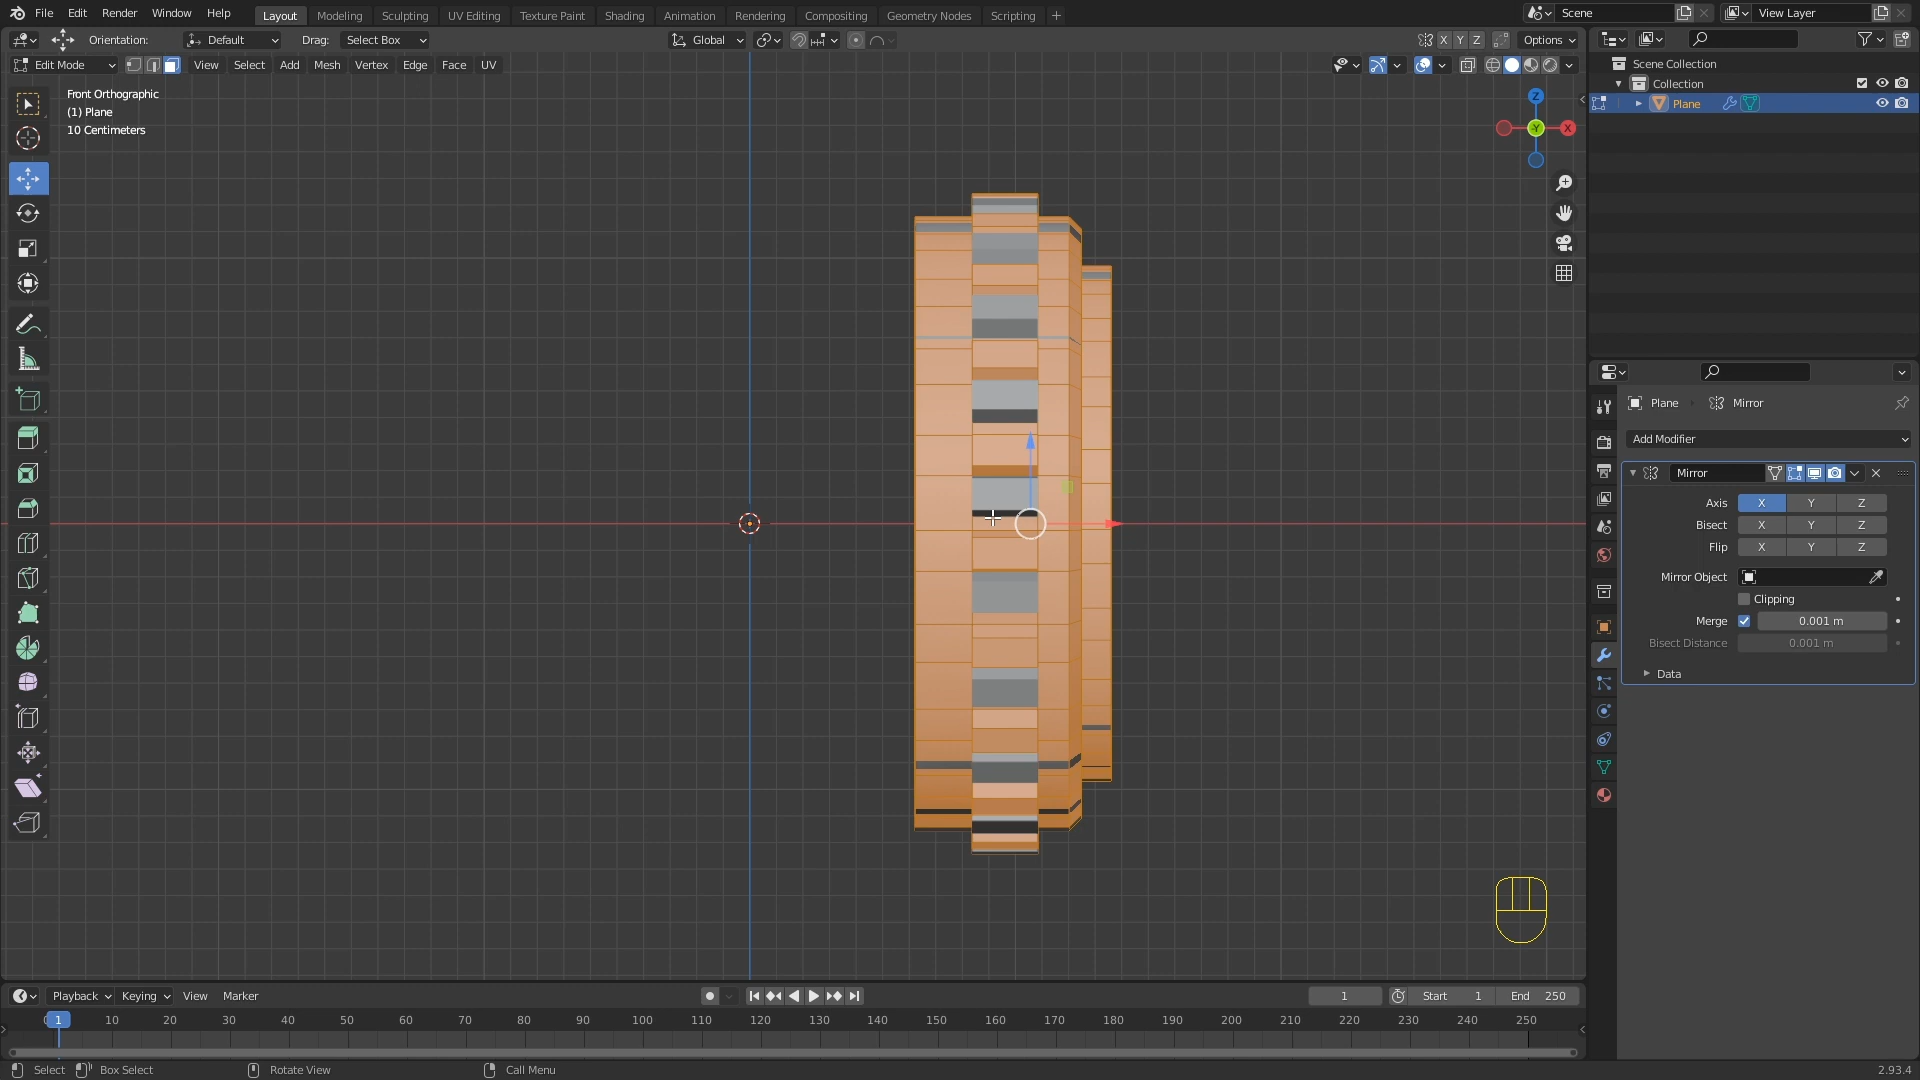 File Edit Render Window Help Layout Modeling Sculpting UV Editing Texture Paint Shading Animation Rendering Compositing Geometry Nodes Scripting + Scene View Layer
Orientation: Default Drag: Select Box Global X Y Z Options
Edit Mode View Select Add Mesh Vertex Edge Face UV
Scene Collection
Collection
Plane
Front Orthographic
(1) Plane
10 Centimeters
Z
Y
X
Plane Mirror
Add Modifier
Mirror
Axis X Y Z
Bisect X Y Z
Flip X Y Z
Mirror Object
Clipping
Merge 0.001 m
Bisect Distance 0.001 m
Data
Playback Keying View Marker 1 Start 1 End 250
1 10 20 30 40 50 60 70 80 90 100 110 120 130 140 150 160 170 180 190 200 210 220 230 240 250
Select Box Select Rotate View Call Menu 2.93.4